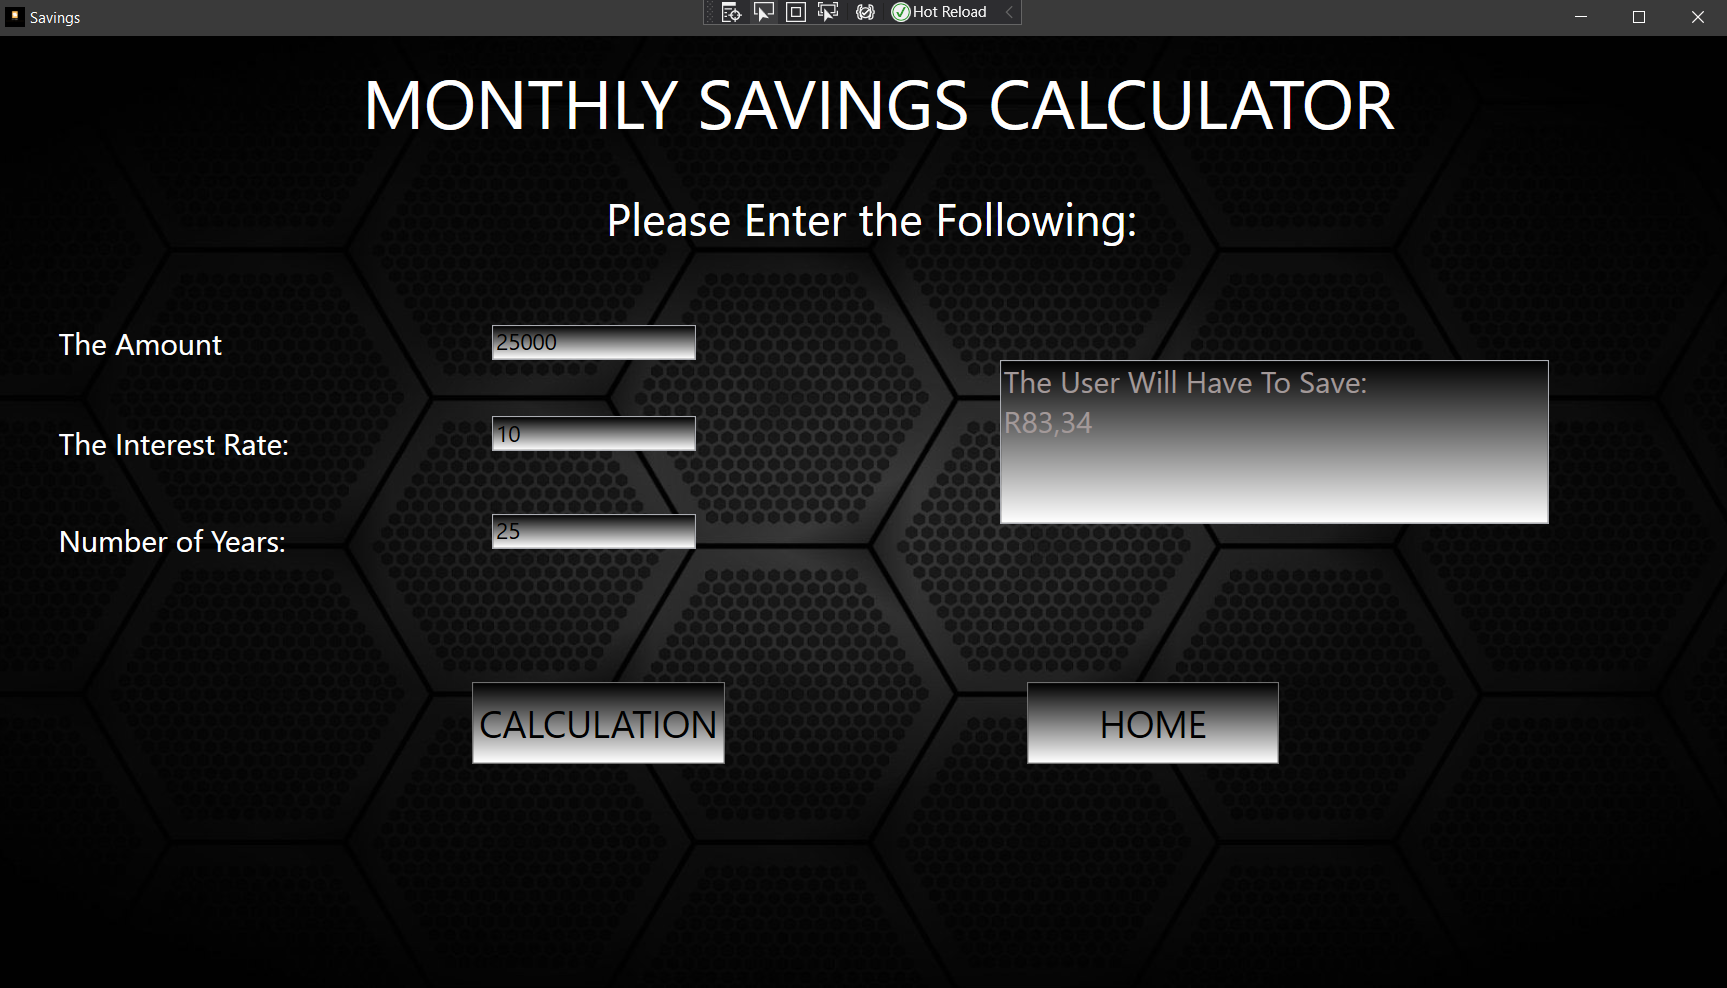 Savings
Hot Reload
MONTHLY SAVINGS CALCULATOR
Please Enter the Following:
The Amount
25000
The Interest Rate:
10
Number of Years:
25
The User Will Have To Save:
R83,34
CALCULATION
HOME